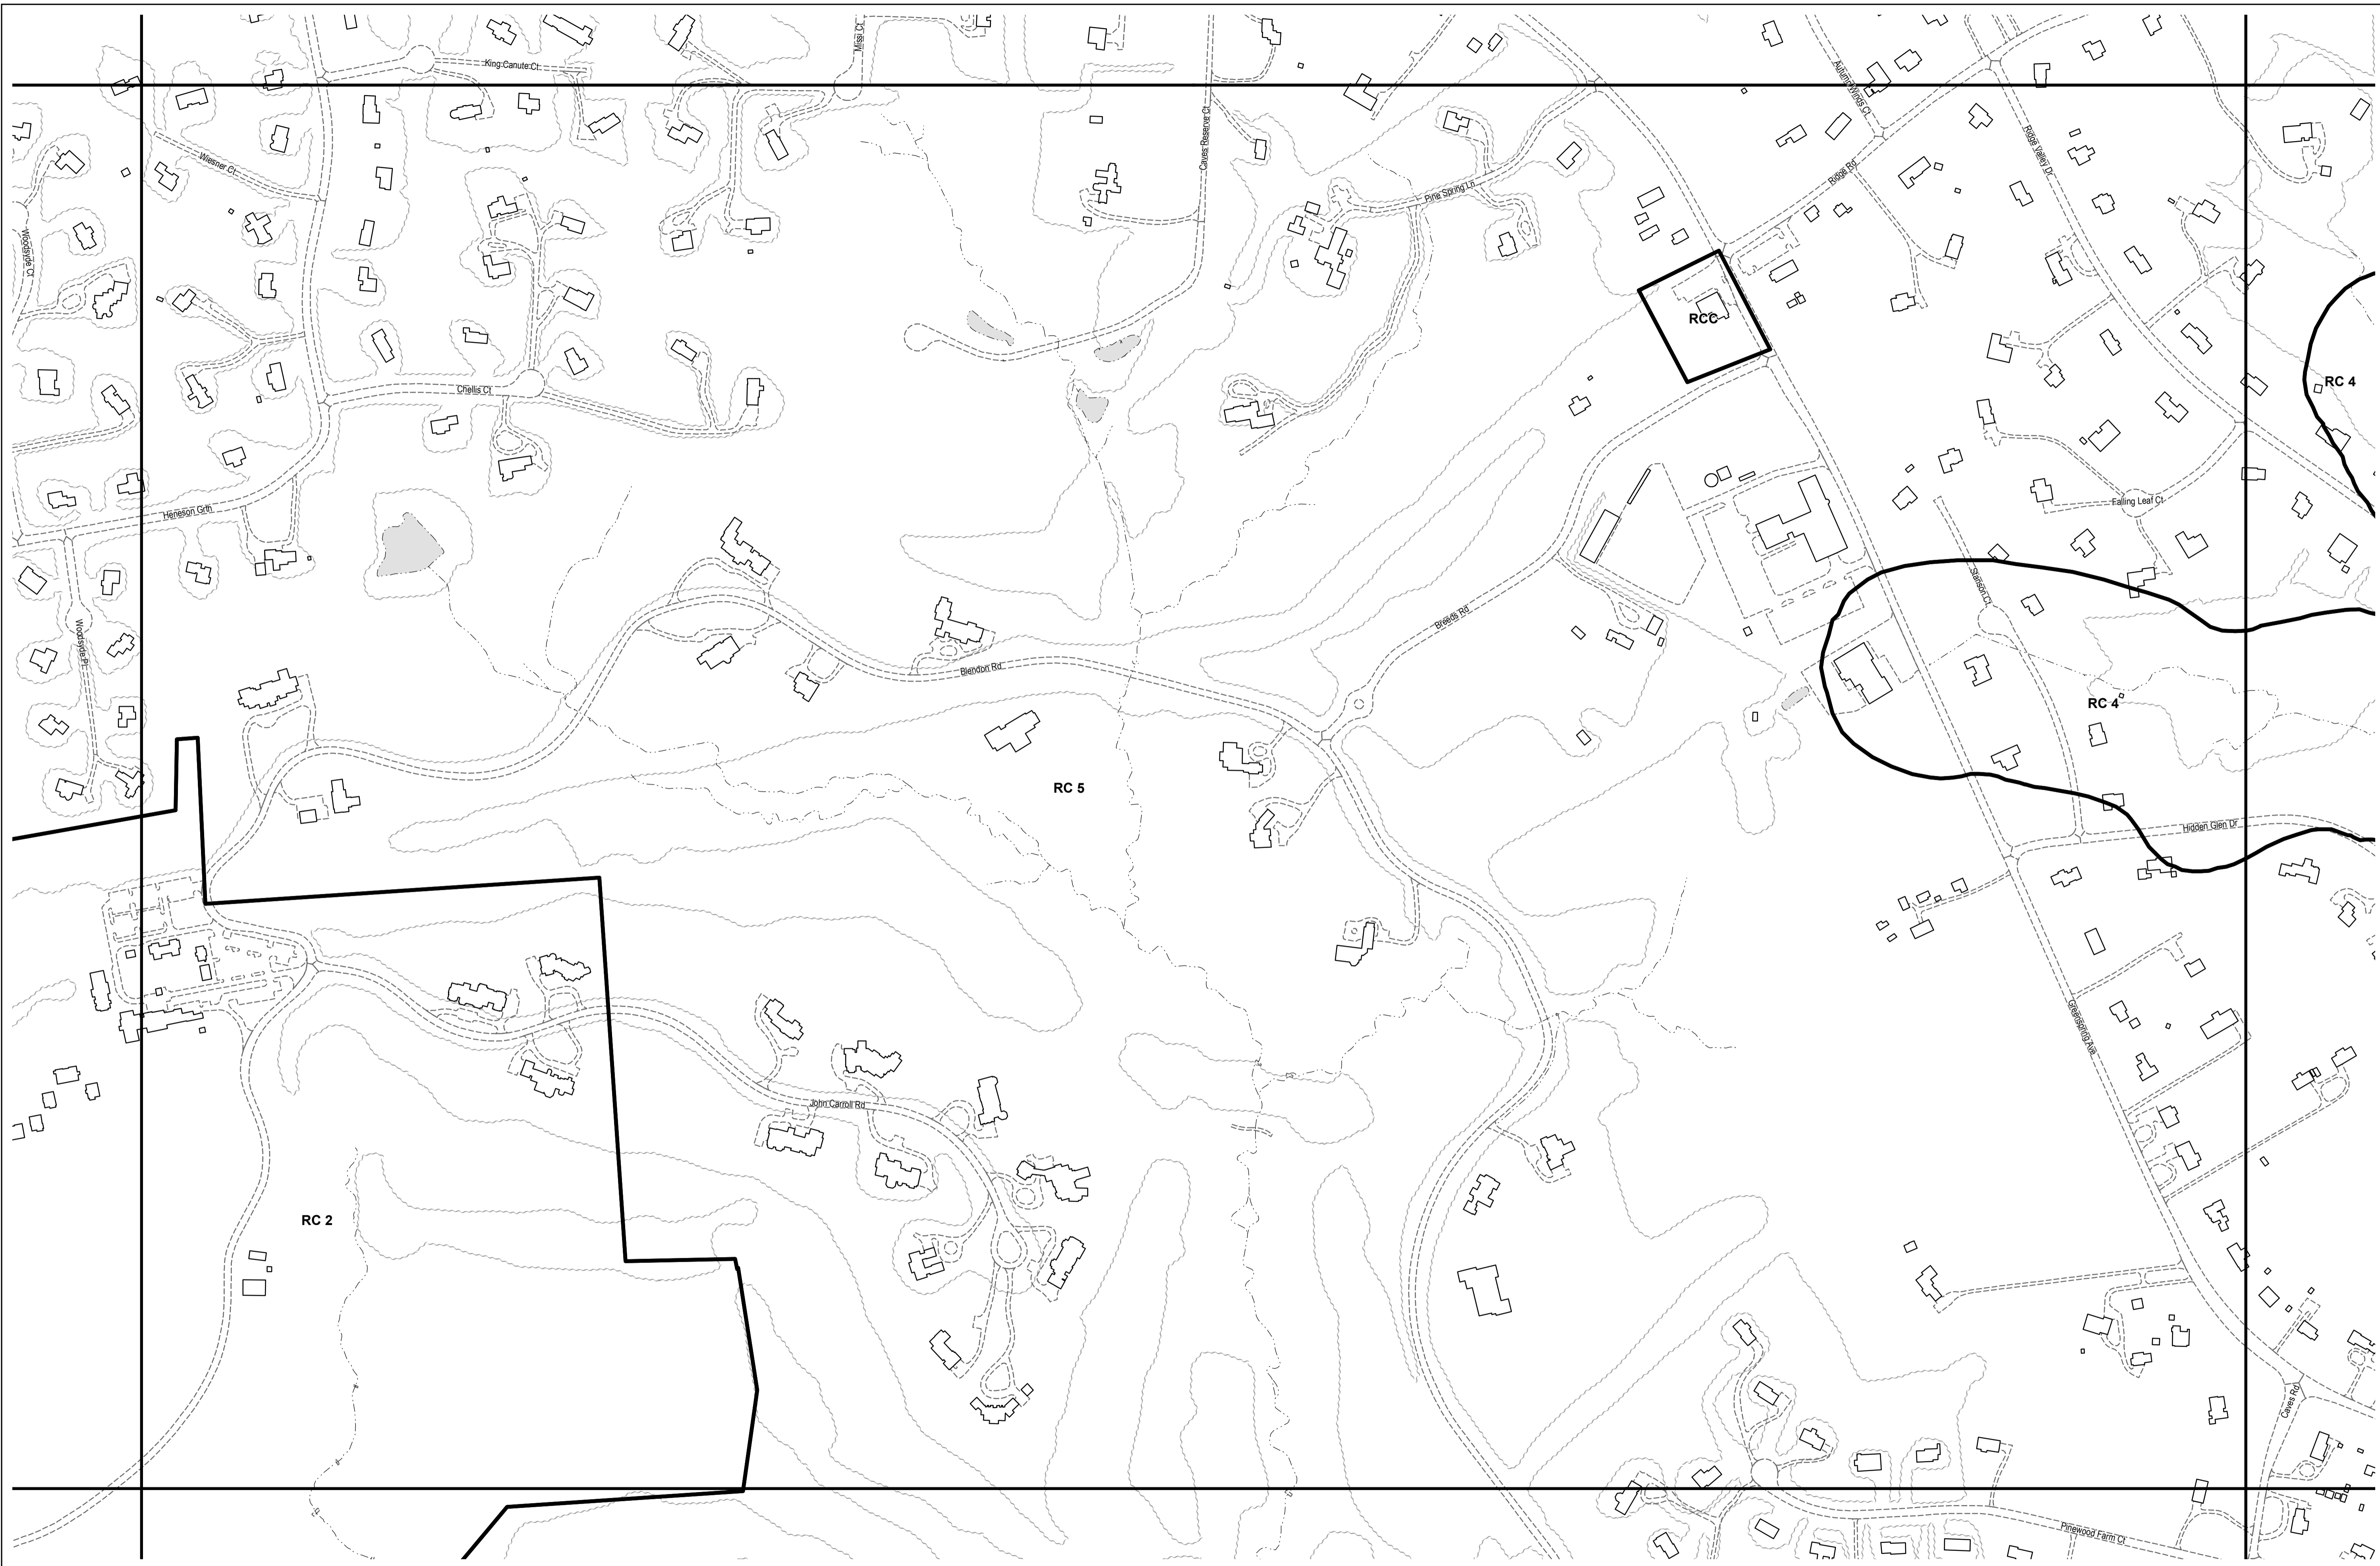 King Canute Ct
Missi Ct
Autumn Winds Ct
Caves Reserve Ct
Ridge Valley Dr
Wiesner Ct
Ridge Rd
Pine Spring Ln
Woodsyde Ct
RCC
RC 4
Chellis Ct
Falling Leaf Ct
Heneson Grth
Stanson Ct
Breeds Rd
Woodsyde Pl
Blendon Rd
RC 4
RC 5
Hidden Glen Dr
Greenspring Ave
John Carroll Rd
RC 2
Caves Rd
Pinewood Farm Ct